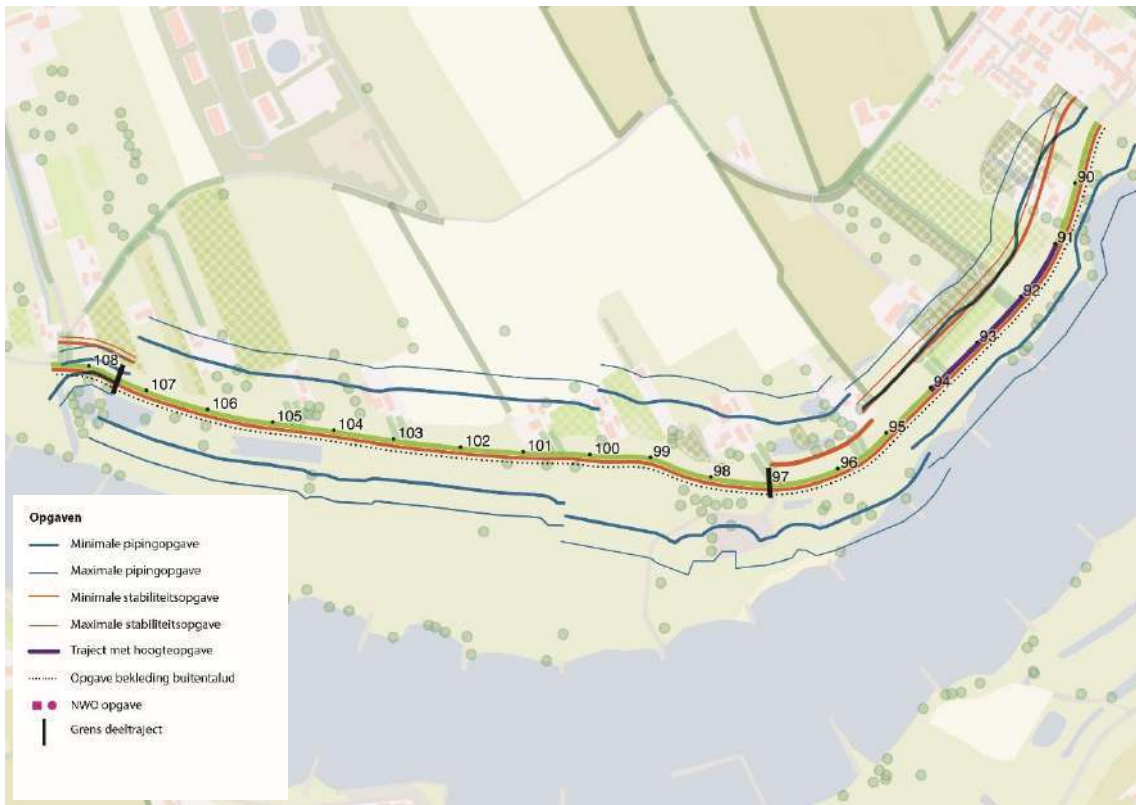 90
91
92
93
94
108
107
106
105
104
103
102
101
100
99
98
97
96
95
Opgaven
Minimale pipingopgave
Maximale pipingopgave
Minimale stabiliteitsopgave
Maximale stabiliteitsopgave
Traject met hoogteopgave
Opgave bekleding buitentalud
NWO opgave
Grens deeltraject